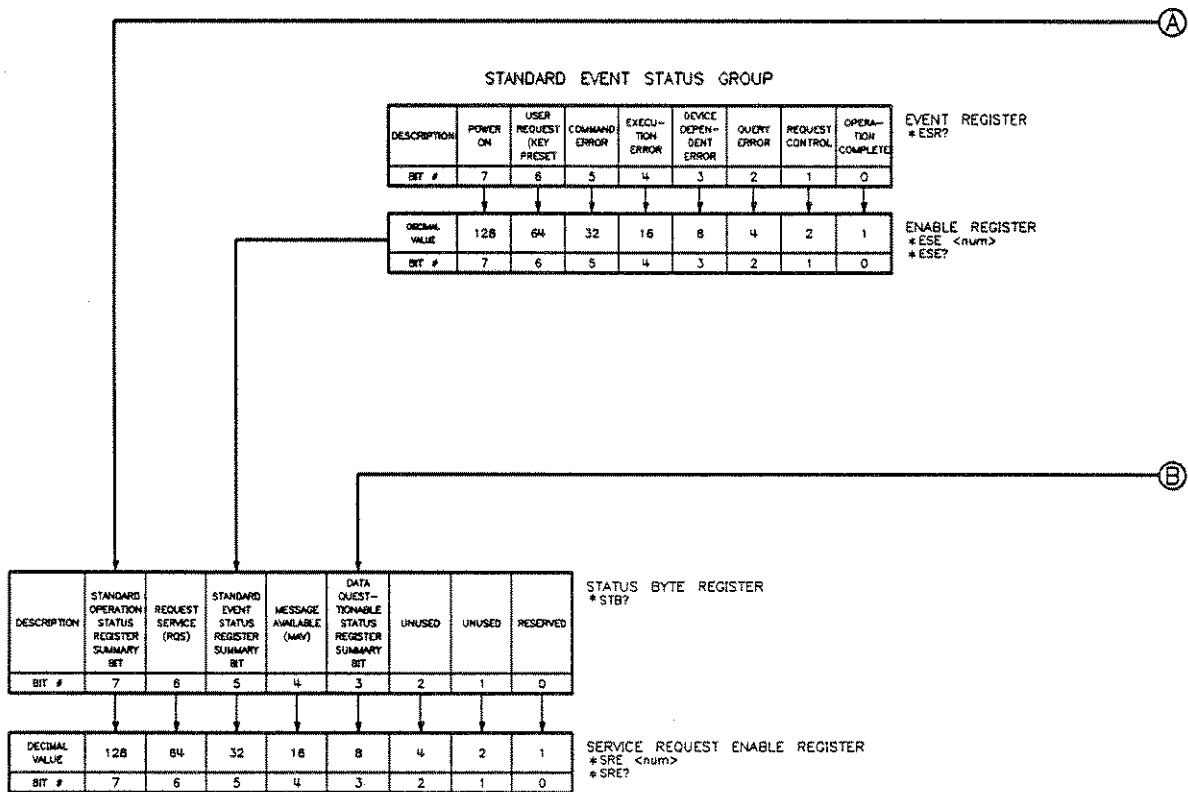 A
STANDARD EVENT STATUS GROUP
DESCRIPTION
POWER
ON
USER
REQUEST
(KEY
PRESET
COMMAND
ERROR
EXECU-
TION
ERROR
DEVICE
DEPEN-
DENT
ERROR
QUERY
ERROR
REQUEST
CONTROL
OPERA-
TION
COMPLETE
EVENT REGISTER
*ESR?
BIT # 7 6 5 4 3 2 1 0
DECIMAL
VALUE
128 64 32 16 8 4 2 1
ENABLE REGISTER
*ESE <num>
*ESE?
BIT # 7 6 5 4 3 2 1 0
B
DESCRIPTION
STANDARD
OPERATION
STATUS
REGISTER
SUMMARY
BIT
REQUEST
SERVICE
(RQS)
STANDARD
EVENT
STATUS
REGISTER
SUMMARY
BIT
MESSAGE
AVAILABLE
(MAV)
DATA
QUEST-
TIONABLE
STATUS
REGISTER
SUMMARY
BIT
UNUSED
UNUSED
RESERVED
STATUS BYTE REGISTER
*STB?
BIT # 7 6 5 4 3 2 1 0
DECIMAL
VALUE
128 64 32 16 8 4 2 1
SERVICE REQUEST ENABLE REGISTER
*SRE <num>
*SRE?
BIT # 7 6 5 4 3 2 1 0